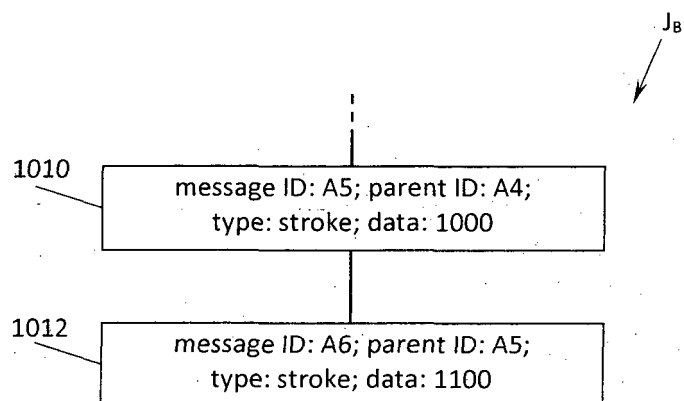 J_B
1010
message ID: A5; parent ID: A4;
type: stroke; data: 1000
1012
message ID: A6; parent ID: A5;
type: stroke; data: 1100